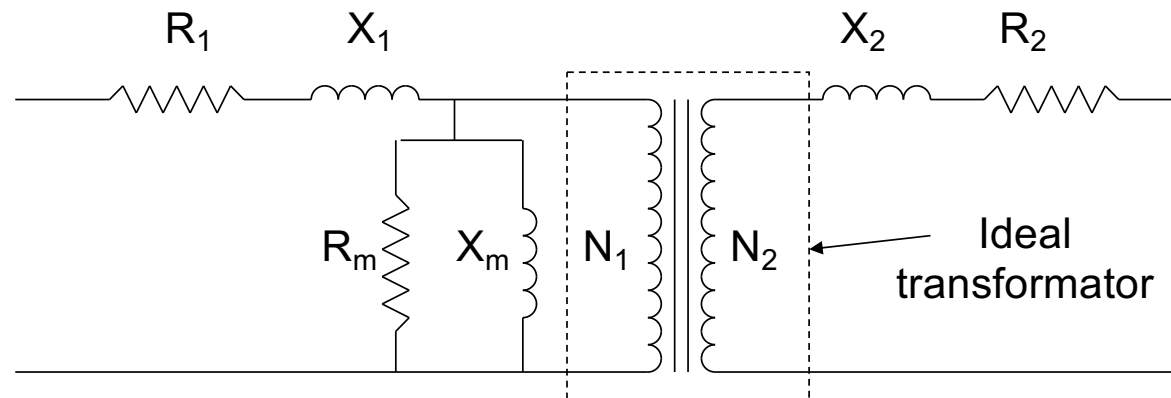 R₁ X₁ X₂ R₂
Rₘ Xₘ N₁ N₂ Ideal
transformator